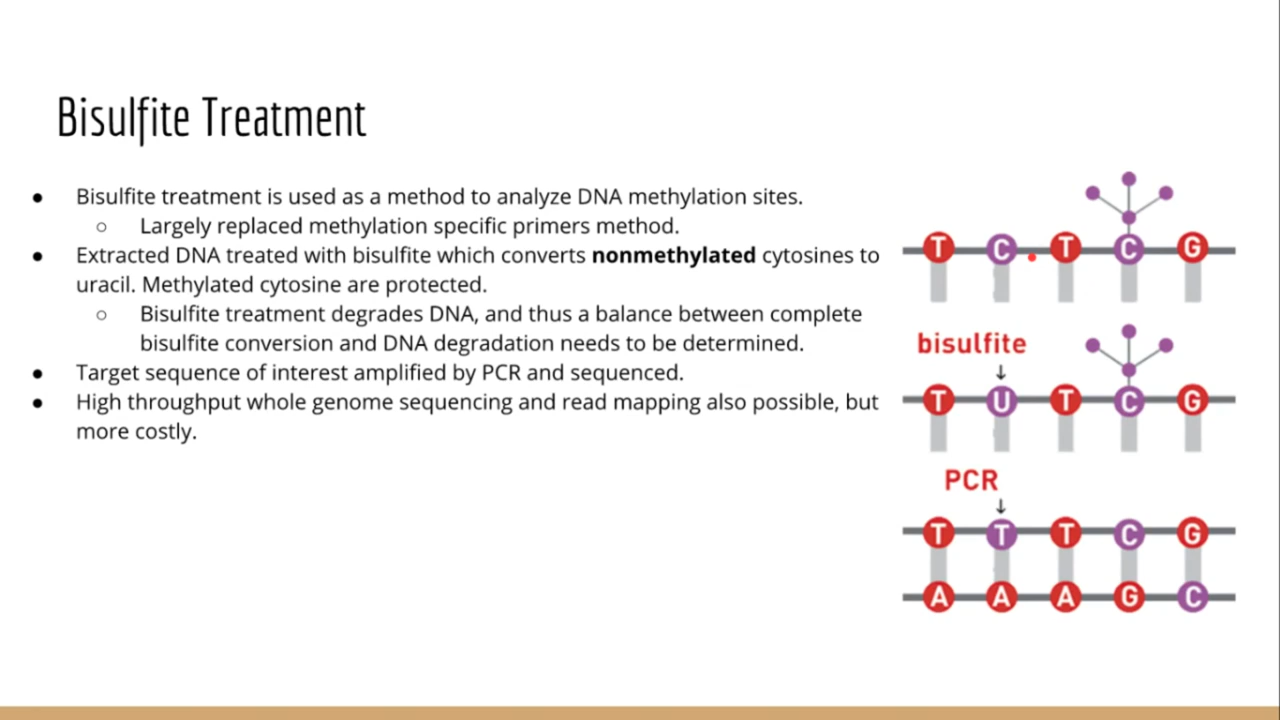 Bisulfite Treatment
● Bisulfite treatment is used as a method to analyze DNA methylation sites.
○ Largely replaced methylation specific primers method.
● Extracted DNA treated with bisulfite which converts nonmethylated cytosines to
uracil. Methylated cytosine are protected.
○ Bisulfite treatment degrades DNA, and thus a balance between complete
bisulfite conversion and DNA degradation needs to be determined.
● Target sequence of interest amplified by PCR and sequenced.
● High throughput whole genome sequencing and read mapping also possible, but
more costly.
T C T C G
bisulfite
↓
T U T C G
PCR
↓
T T T C G
A A A G C